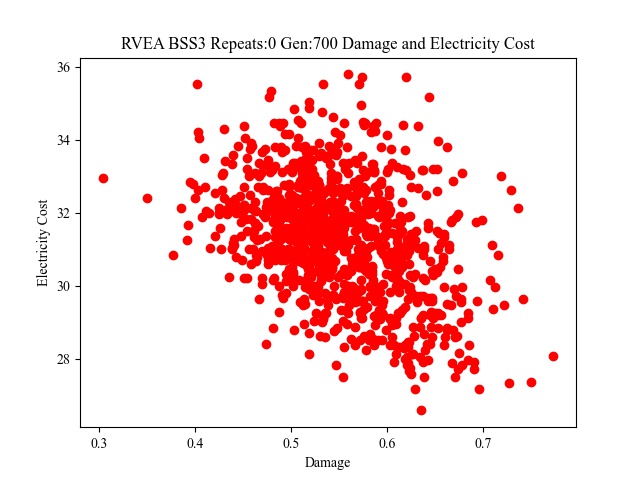 RVEA BSS3 Repeats:0 Gen:700 Damage and Electricity Cost
36
34
32
30
28
Electricity Cost
0.3 0.4 0.5 0.6 0.7
Damage